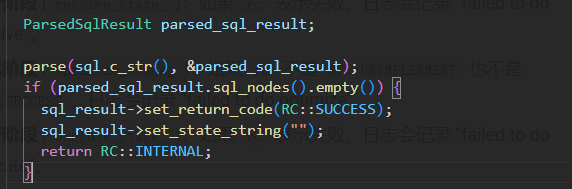 ParsedSqlResult parsed_sql_result;
parse(sql.c_str(), &parsed_sql_result);
if (parsed_sql_result.sql_nodes().empty()) {
sql_result->set_return_code(RC::SUCCESS);
sql_result->set_state_string("");
return RC::INTERNAL;
}